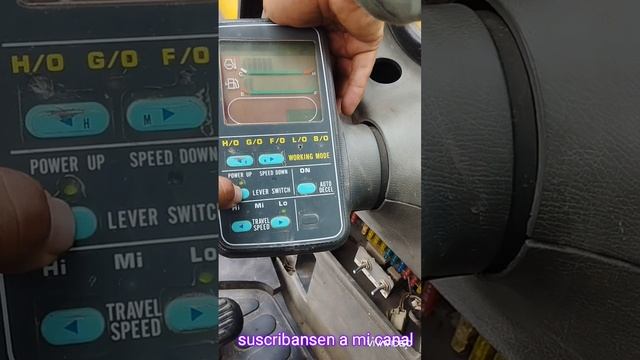 H/O G/O F/O
H M
POWER UP SPEED DOWN
LEVER SWITCH
Hi Mi Lo
TRAVEL
SPEED
H/O G/O F/O L/O B/O
WORKING MODE
POWER UP SPEED DOWN ON
LEVER SWITCH
AUTO
DECEL
Hi Mi Lo
TRAVEL
SPEED
suscribansen a mi canal